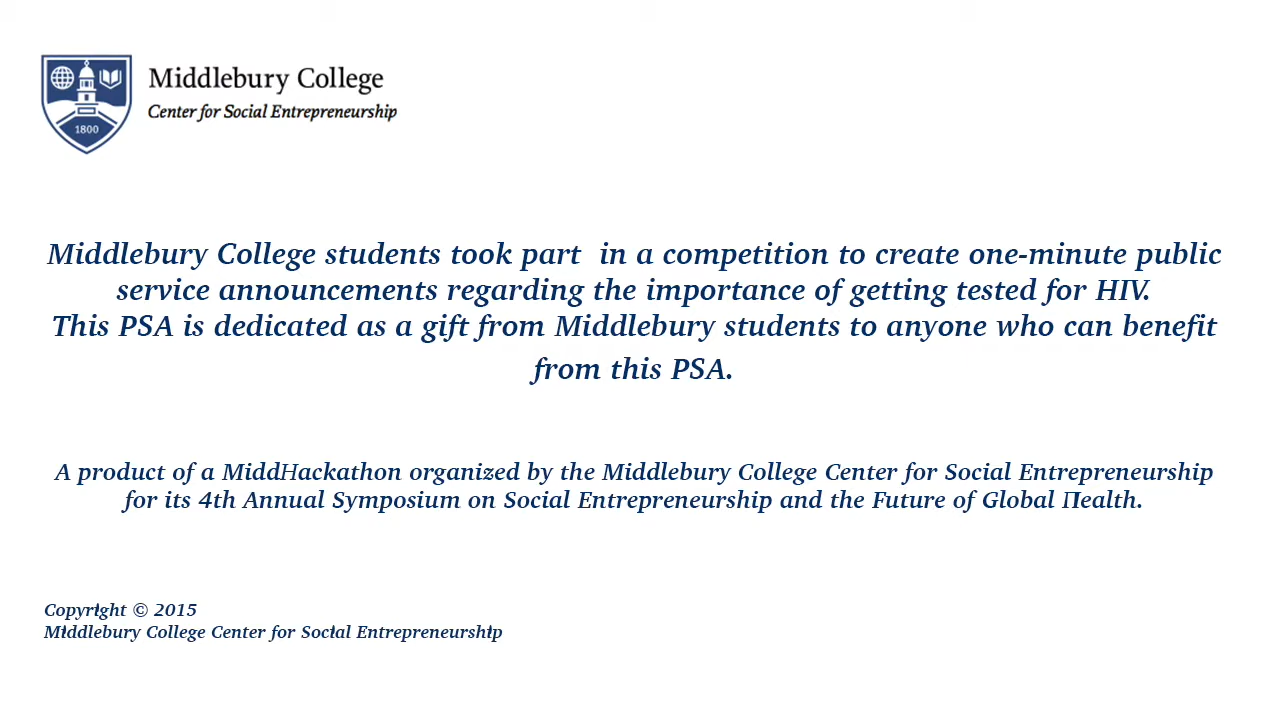 Middlebury College
Center for Social Entrepreneurship
1800
Middlebury College students took part in a competition to create one-minute public
service announcements regarding the importance of getting tested for HIV.
This PSA is dedicated as a gift from Middlebury students to anyone who can benefit
from this PSA.
A product of a MiddHackathon organized by the Middlebury College Center for Social Entrepreneurship
for its 4th Annual Symposium on Social Entrepreneurship and the Future of Global Health.
Copyright © 2015
Middlebury College Center for Social Entrepreneurship